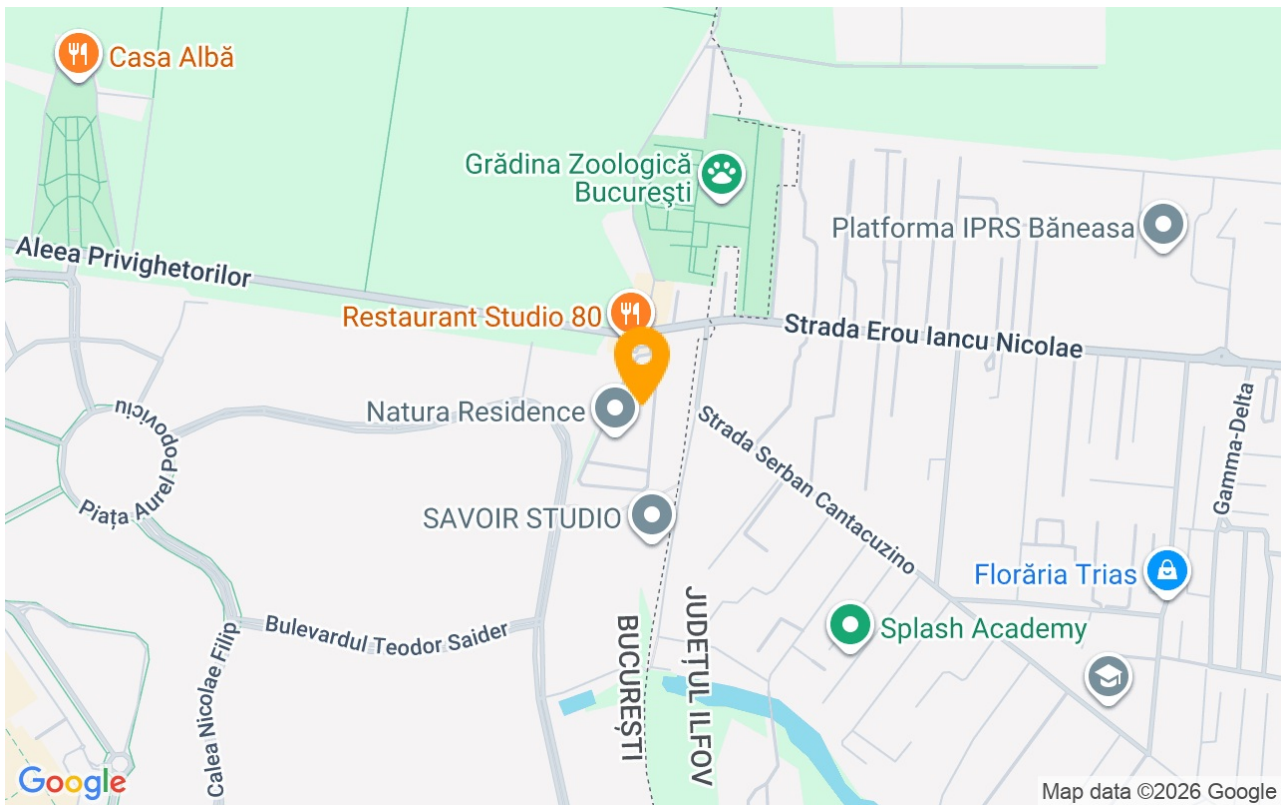 Casa Albă
Grădina Zoologică
București
Platforma IPRS Băneasa
Aleea Privighetorilor
Restaurant Studio 80
Strada Erou Iancu Nicolae
Natura Residence
Piața Aurel Popoviciu
Strada Serban Cantacuzino
Gamma-Delta
SAVOIR STUDIO
Florăria Trias
Splash Academy
Bulevardul Teodor Saider
Calea Nicolae Filip
BUCUREȘTI
JUDEȚUL ILFOV
Google
Map data ©2026 Google